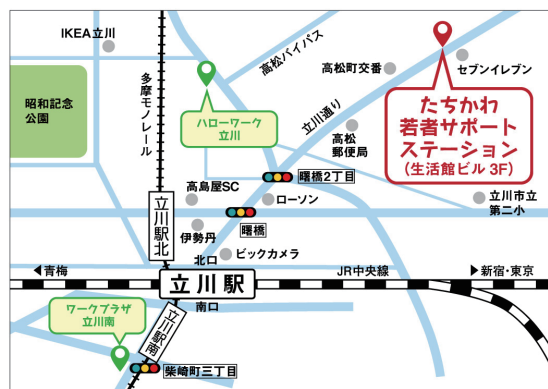 IKEA立川
昭和記念
公園
多摩モノレール
ハローワーク
立川
高松バイパス
立川通り
高松町交番
セブンイレブン
たちかわ
若者サポート
ステーション
(生活館ビル3F)
高松
郵便局
曙橋2丁目
高島屋SC
ローソン
立川市立
第二小
伊勢丹
曙橋
立川駅北
北口
ビックカメラ
◀青梅
立川駅
JR中央線
▶新宿・東京
南口
ワークプラザ
立川南
立川駅南
柴崎町三丁目